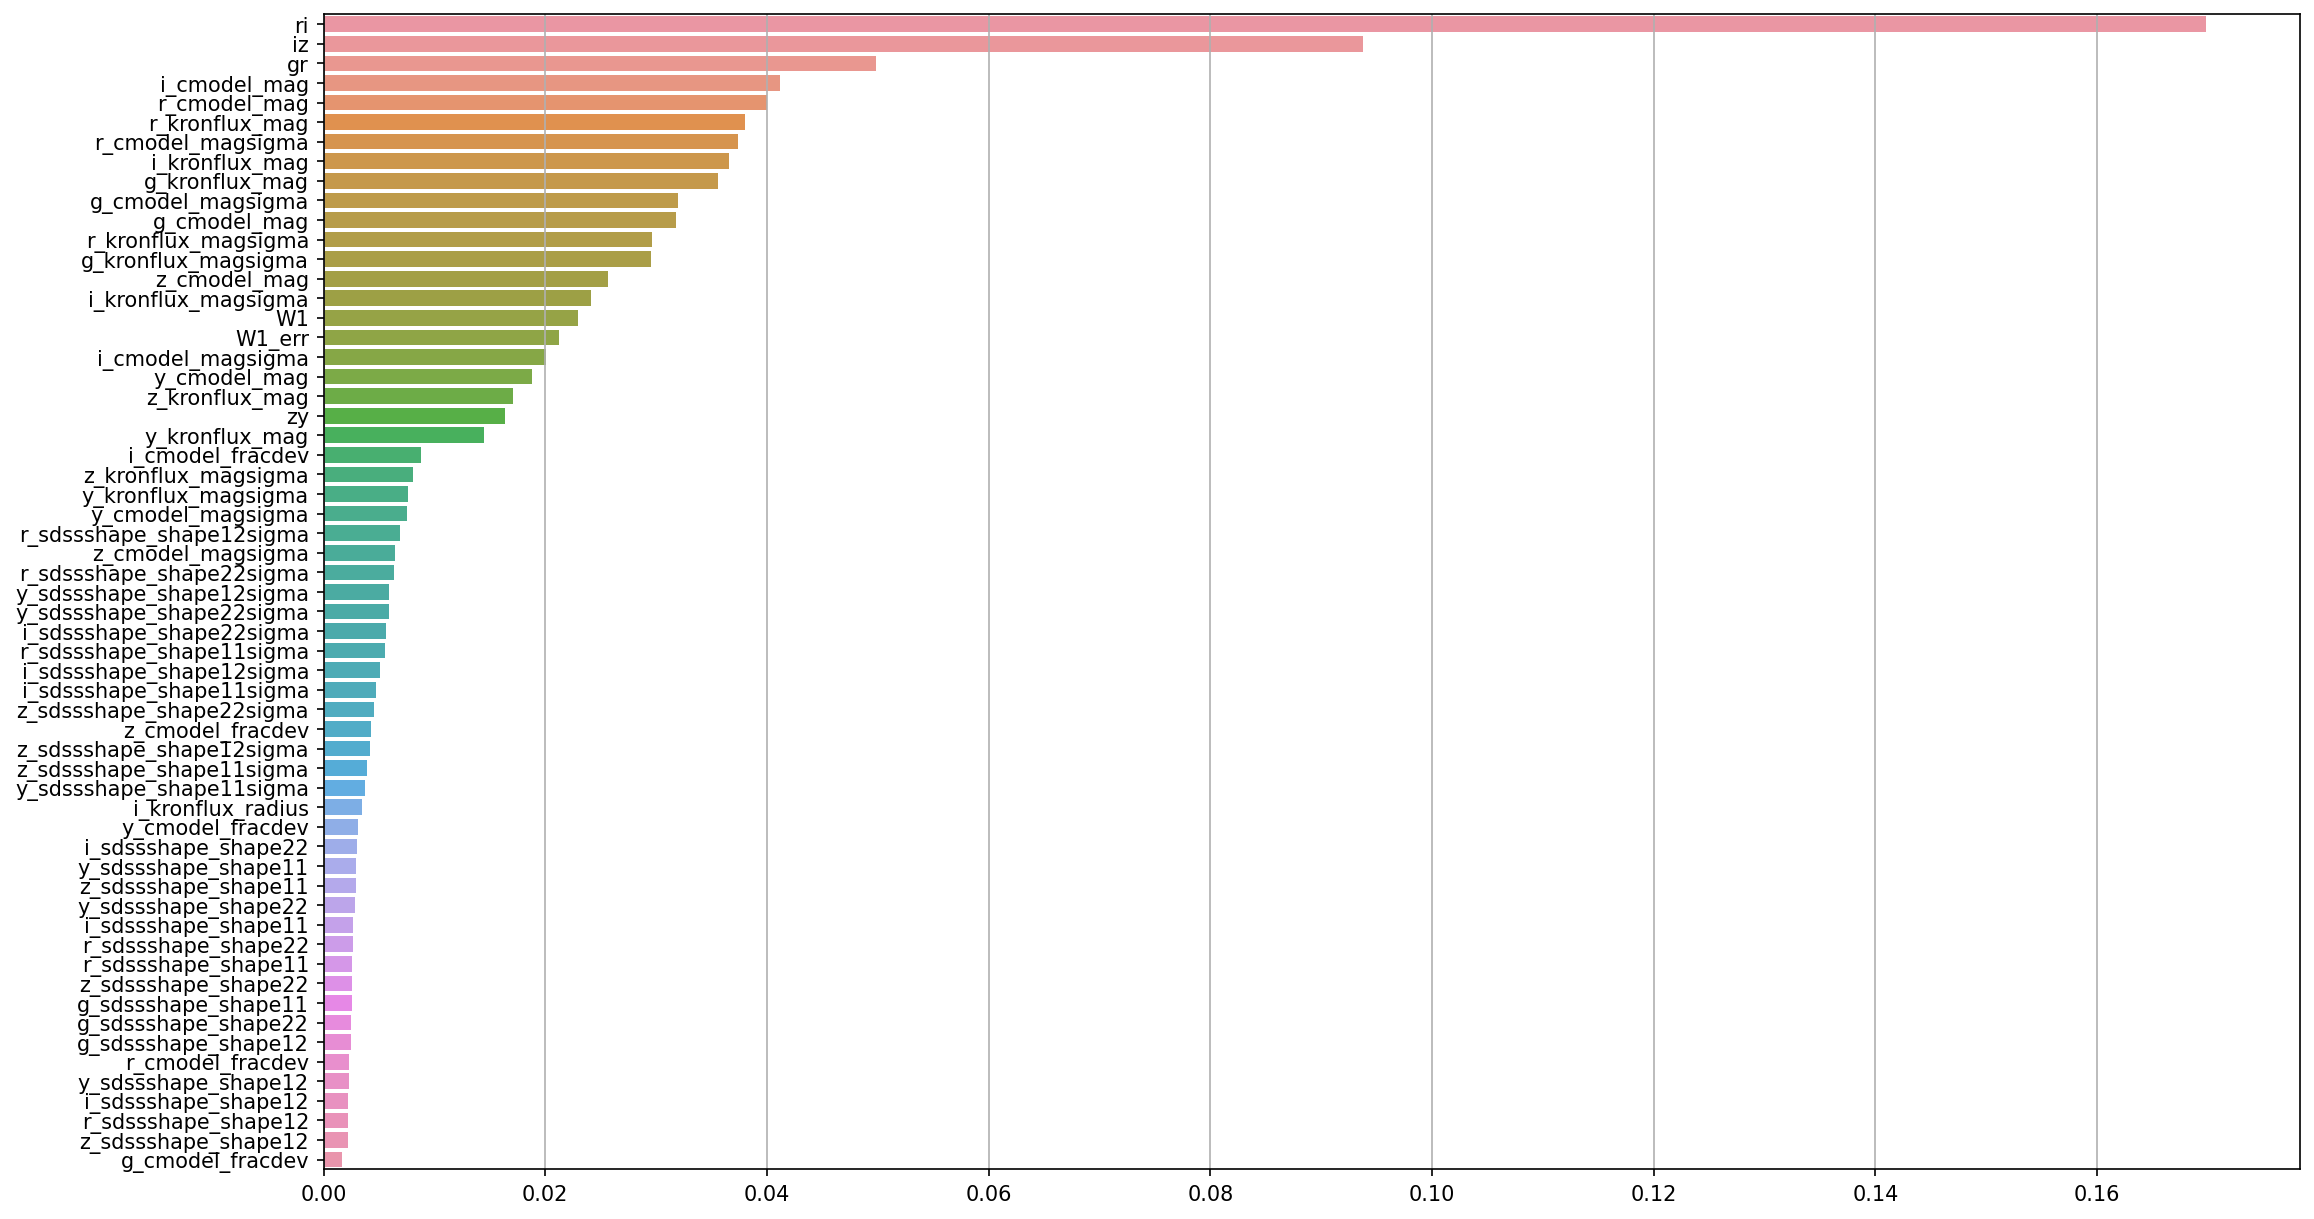 ri
iz
gr
i_cmodel_mag
r_cmodel_mag
r_kronflux_mag
r_cmodel_magsigma
i_kronflux_mag
g_kronflux_mag
g_cmodel_magsigma
g_cmodel_mag
r_kronflux_magsigma
g_kronflux_magsigma
z_cmodel_mag
i_kronflux_magsigma
W1
W1_err
i_cmodel_magsigma
y_cmodel_mag
z_kronflux_mag
zy
y_kronflux_mag
i_cmodel_fracdev
z_kronflux_magsigma
y_kronflux_magsigma
y_cmodel_magsigma
r_sdssshape_shape12sigma
z_cmodel_magsigma
r_sdssshape_shape22sigma
y_sdssshape_shape12sigma
y_sdssshape_shape22sigma
i_sdssshape_shape22sigma
r_sdssshape_shape11sigma
i_sdssshape_shape12sigma
i_sdssshape_shape11sigma
z_sdssshape_shape22sigma
z_cmodel_fracdev
z_sdssshape_shape12sigma
z_sdssshape_shape11sigma
y_sdssshape_shape11sigma
i_kronflux_radius
y_cmodel_fracdev
i_sdssshape_shape22
y_sdssshape_shape11
z_sdssshape_shape11
y_sdssshape_shape22
i_sdssshape_shape11
r_sdssshape_shape22
r_sdssshape_shape11
z_sdssshape_shape22
g_sdssshape_shape11
g_sdssshape_shape22
g_sdssshape_shape12
r_cmodel_fracdev
y_sdssshape_shape12
i_sdssshape_shape12
r_sdssshape_shape12
z_sdssshape_shape12
g_cmodel_fracdev
0.00 0.02 0.04 0.06 0.08 0.10 0.12 0.14 0.16